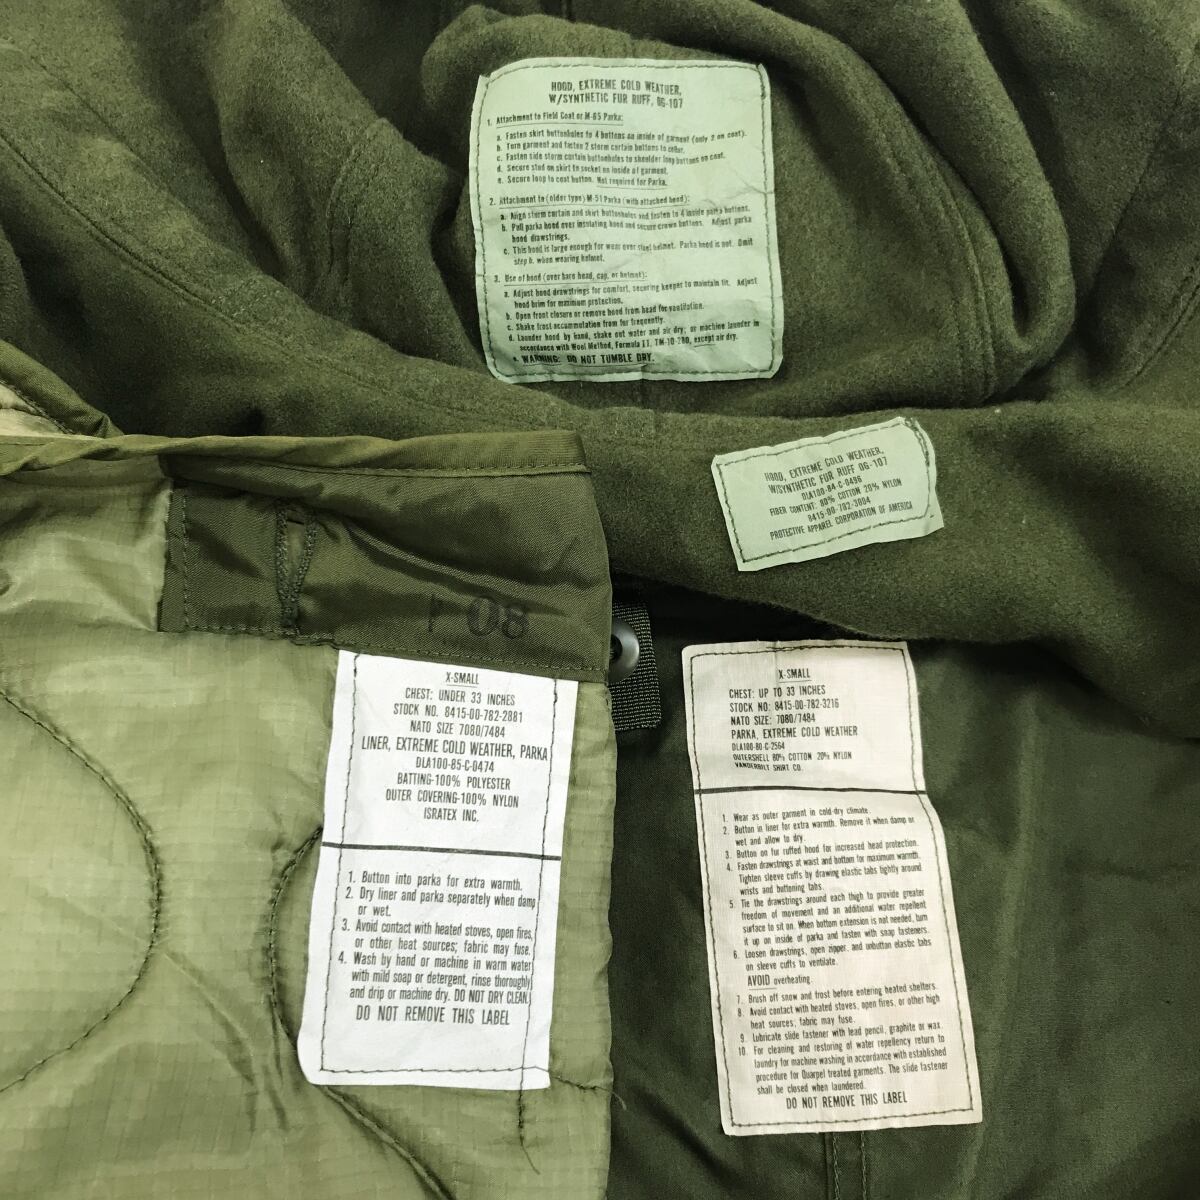 HOOD, EXTREME COLD WEATHER,
W/SYNTHETIC FUR RUFF, OG-107
1. Attachment to Field Coat or M-65 Parka:
a. Fasten skirt buttonholes to 4 buttons on inside of garment (only 2 on coat).
b. Turn garment and fasten 2 storm curtain buttons to collar.
c. Fasten side storm curtain buttonholes to shoulder loop buttons on coat.
d. Secure stud on skirt to socket on inside of garment.
e. Secure loop to coat button. Not required for Parka.
2. Attachment to (older type) M-51 Parka (with attached hood):
a. Align storm curtain and skirt buttonholes and fasten to 4 inside parka buttons.
b. Pull parka hood over insulating hood and secure crown buttons. Adjust parka
hood drawstrings.
c. This hood is large enough for wear over steel helmet. Parka hood is not. Omit
step b. when wearing helmet.
3. Use of hood (over bare head, cap, or helmet):
a. Adjust hood drawstrings for comfort, securing keeper to maintain fit. Adjust
hood brim for maximum protection.
b. Open front closure or remove hood from head for ventilation.
c. Shake frost accumulation from fur frequently.
d. Launder hood by hand, shake out water and air dry; or machine launder in
accordance with Wool Method, Formula II, TM-10-280, except air dry.
e. WARNING: DO NOT TUMBLE DRY.
HOOD, EXTREME COLD WEATHER,
W/SYNTHETIC FUR RUFF OG-107
DLA100-84-C-0496
FIBER CONTENT: 80% COTTON 20% NYLON
8415-00-782-3804
PROTECTIVE APPAREL CORPORATION OF AMERICA
08
X-SMALL
CHEST: UNDER 33 INCHES
STOCK NO. 8415-00-782-2881
NATO SIZE 7080/7484
LINER, EXTREME COLD WEATHER, PARKA
DLA100-85-C-0474
BATTING-100% POLYESTER
OUTER COVERING-100% NYLON
ISRATEX INC.
1. Button into parka for extra warmth.
2. Dry liner and parka separately when damp
or wet.
3. Avoid contact with heated stoves, open fires,
or other heat sources; fabric may fuse.
4. Wash by hand or machine in warm water
with mild soap or detergent, rinse thoroughly
and drip or machine dry. DO NOT DRY CLEAN.
DO NOT REMOVE THIS LABEL
X-SMALL
CHEST: UP TO 33 INCHES
STOCK NO: 8415-00-782-3216
NATO SIZE: 7080/7484
PARKA, EXTREME COLD WEATHER
DLA100-80-C-2564
OUTERSHELL 80% COTTON 20% NYLON
VANDERBILT SHIRT CO.
1. Wear as outer garment in cold-dry climate.
2. Button in liner for extra warmth. Remove it when damp or
wet and allow to dry.
3. Button on fur ruffed hood for increased head protection.
4. Fasten drawstrings at waist and bottom for maximum warmth.
Tighten sleeve cuffs by drawing elastic tabs tightly around
wrists and buttoning tabs.
5. Tie the drawstrings around each thigh to provide greater
freedom of movement and an additional water repellent
surface to sit on. When bottom extension is not needed, turn
it up on inside of parka and fasten with snap fasteners.
6. Loosen drawstrings, open zipper, and unbutton elastic tabs
on sleeve cuffs to ventilate.
AVOID overheating.
7. Brush off snow and frost before entering heated shelters.
8. Avoid contact with heated stoves, open fires, or other high
heat sources; fabric may fuse.
9. Lubricate slide fastener with lead pencil, graphite or wax.
10. For cleaning and restoring of water repellency return to
laundry for machine washing in accordance with established
procedure for Quarpel treated garments. The slide fastener
shall be closed when laundered.
DO NOT REMOVE THIS LABEL